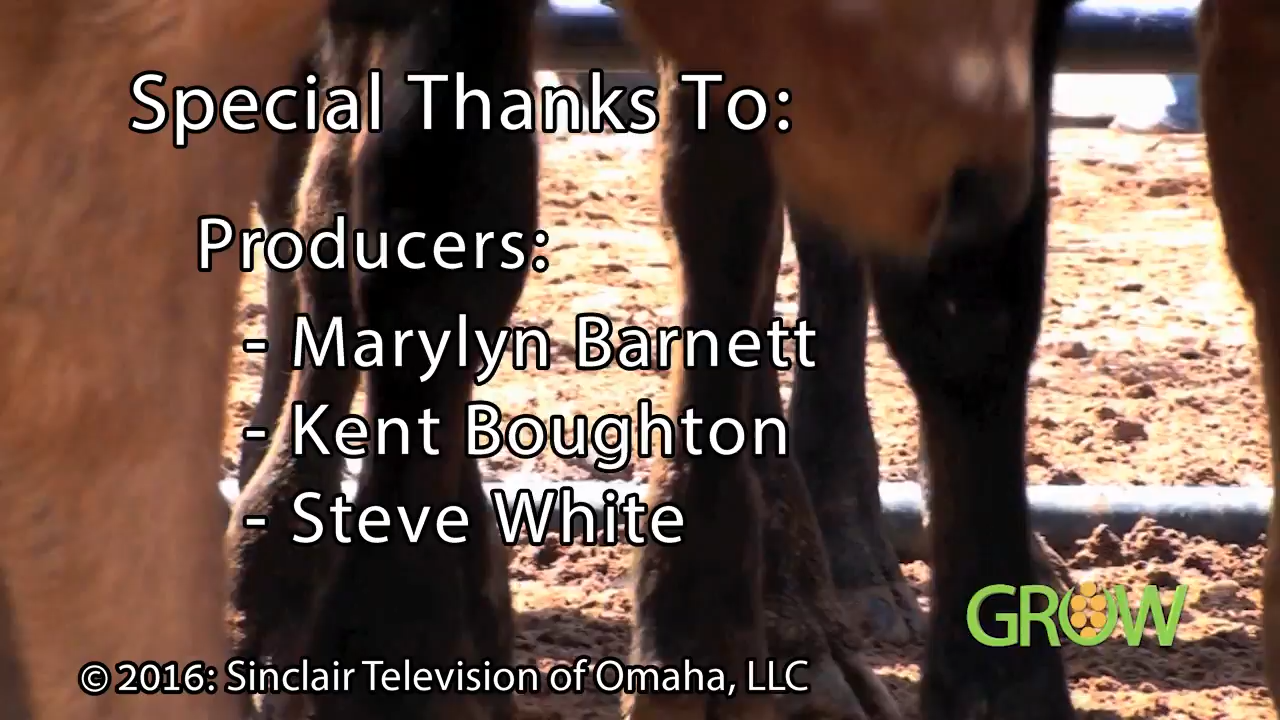 Special Thanks To:
Producers:
- Marylyn Barnett
- Kent Boughton
- Steve White
GROW
© 2016: Sinclair Television of Omaha, LLC